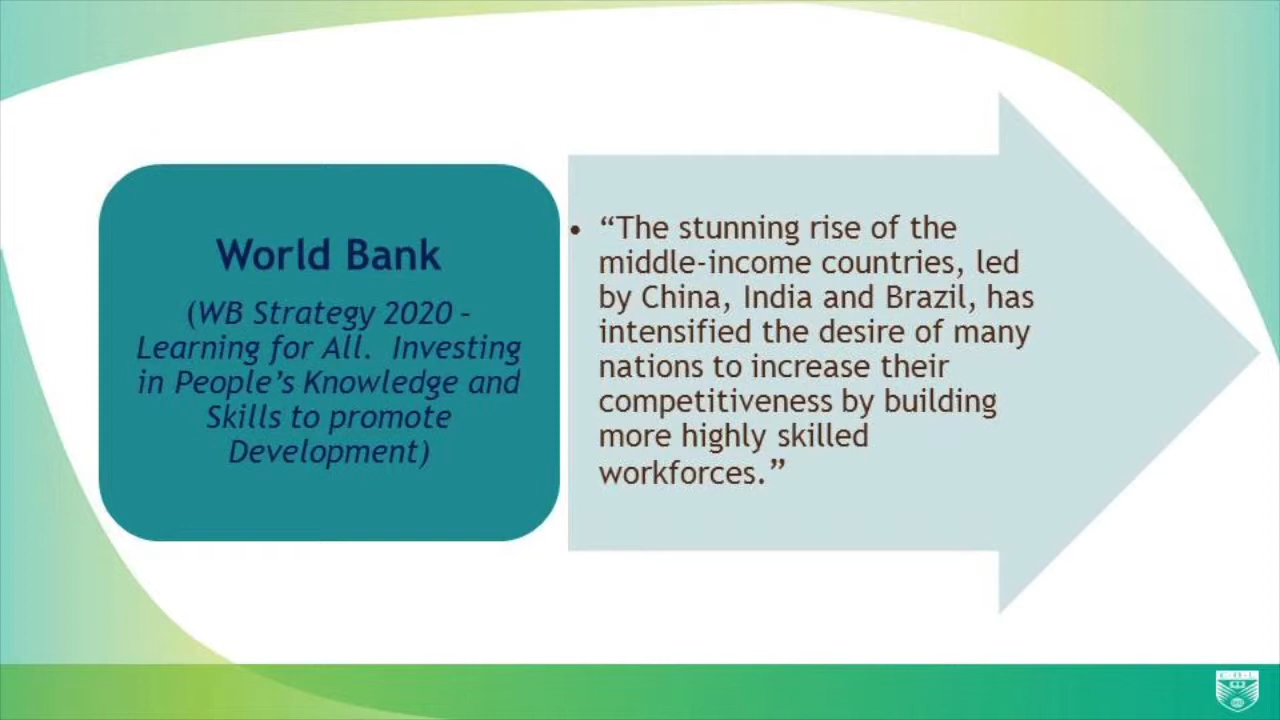 World Bank
(WB Strategy 2020 –
Learning for All.  Investing
in People’s Knowledge and
Skills to promote
Development)
• “The stunning rise of the
middle-income countries, led
by China, India and Brazil, has
intensified the desire of many
nations to increase their
competitiveness by building
more highly skilled
workforces.”